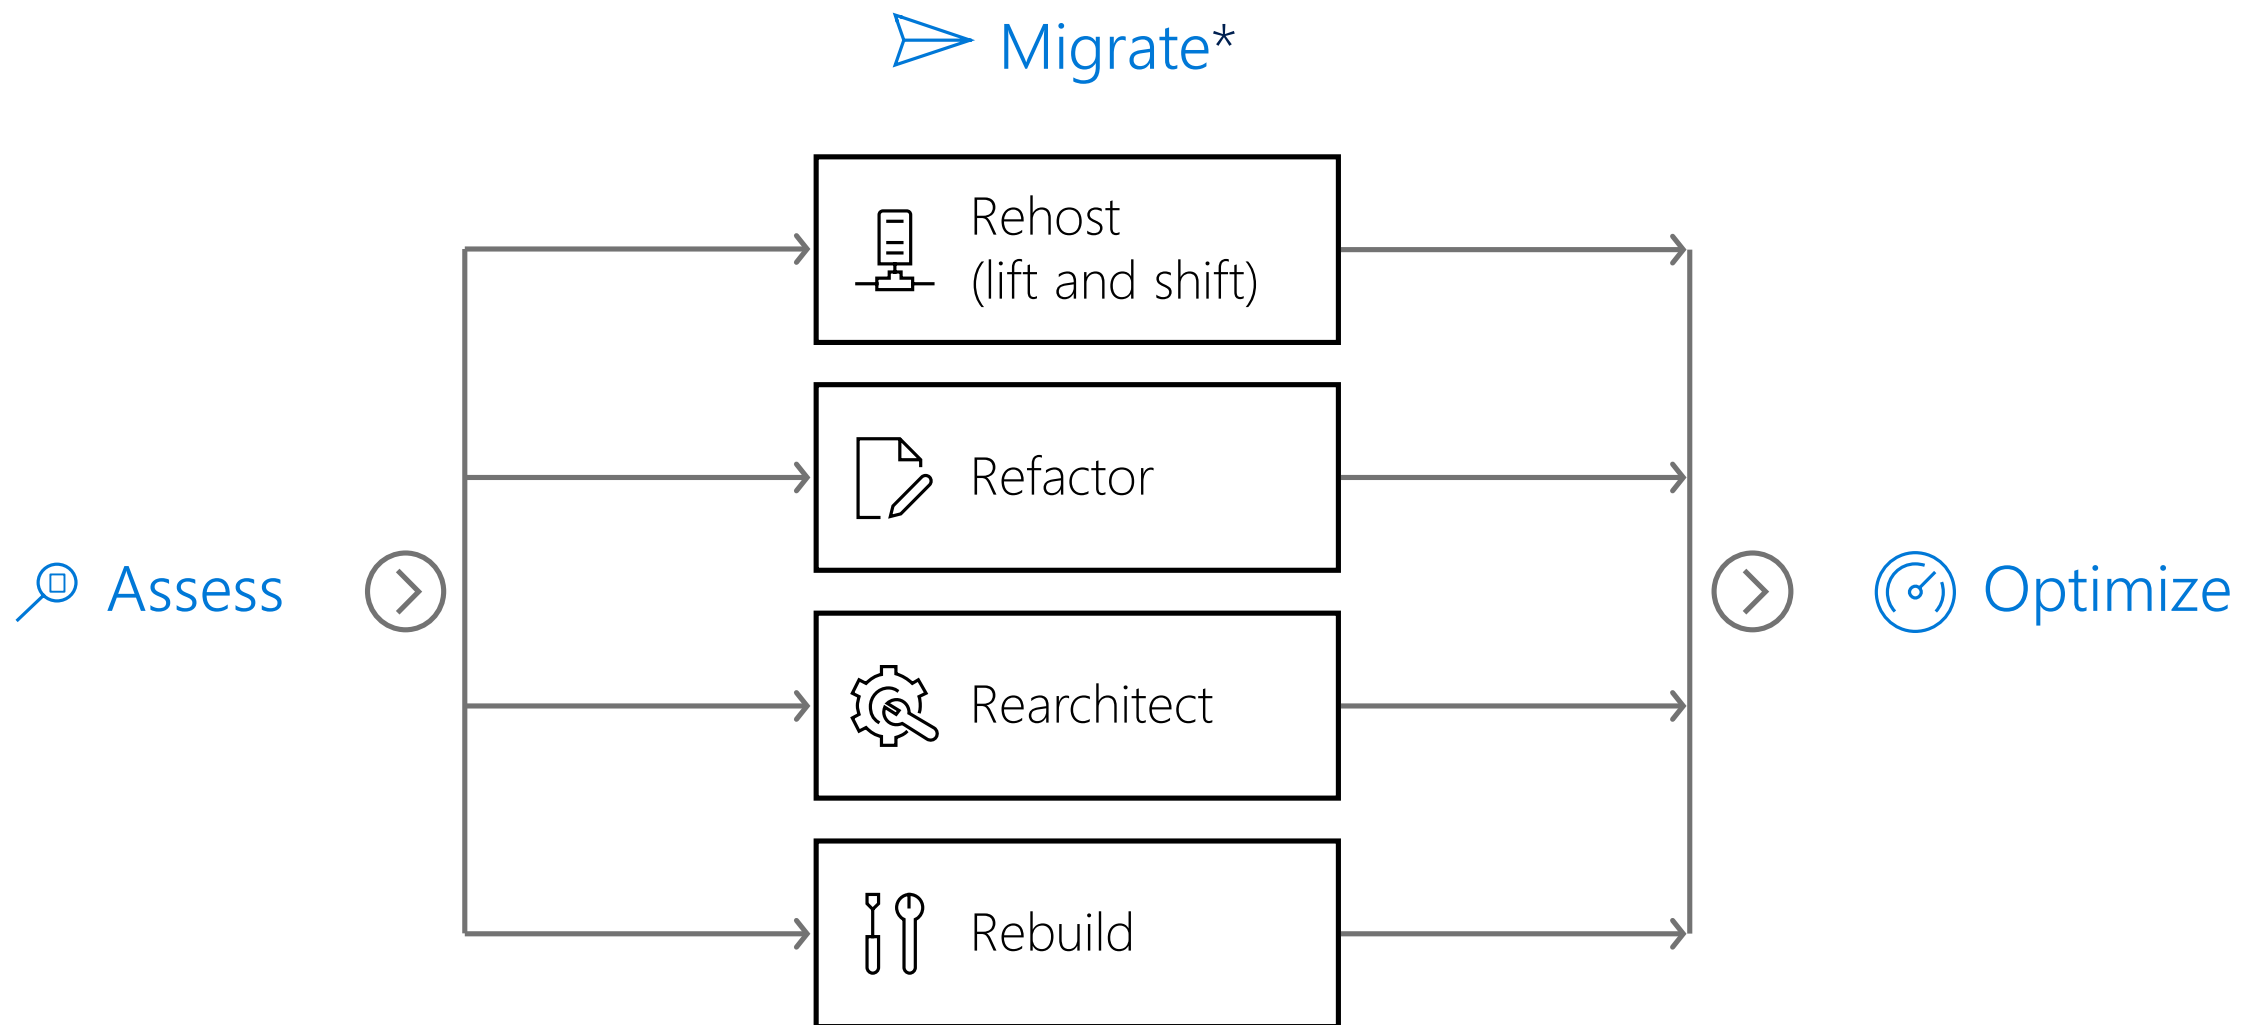 Migrate*
Rehost
(lift and shift)
Refactor
Assess
Optimize
Rearchitect
Rebuild